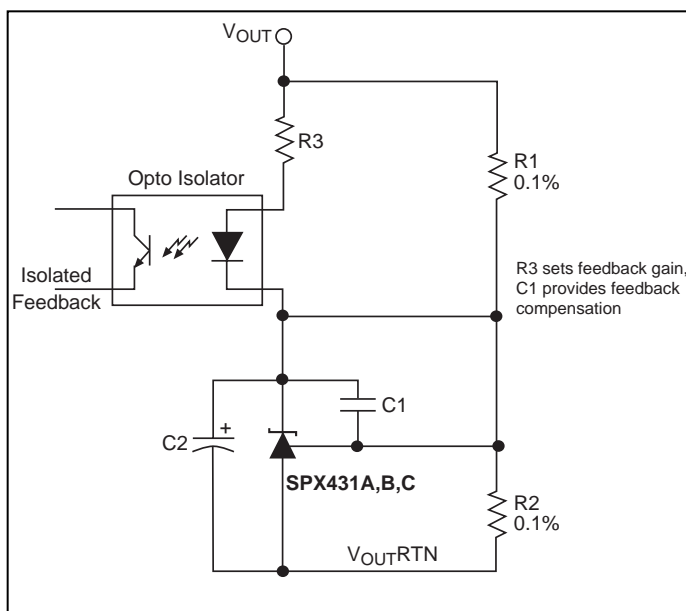 VOUT
R3
R1
0.1%
Opto Isolator
Isolated
Feedback
R3 sets feedback gain,
C1 provides feedback
compensation
C1
C2
+
SPX431A,B,C
R2
0.1%
VOUTRTN